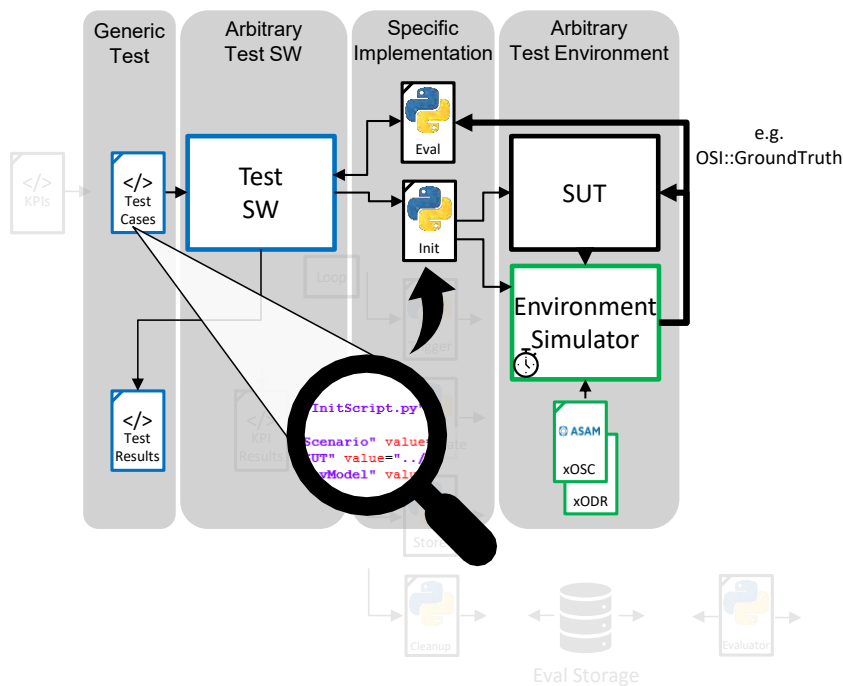 Generic
Test
Arbitrary
Test SW
Specific
Implementation
Arbitrary
Test Environment
</>
KPIs
</>
Test
Cases
Test
SW
Eval
Init
SUT
e.g.
OSI::GroundTruth
Loop
Environment
Simulator
</>
Test
Results
</>
KPI
Results
InitScript.py"
Scenario" value=
SUT" value="../
yModel" valu
ASAM
xOSC
xODR
Store
Cleanup
Eval Storage
Evaluator